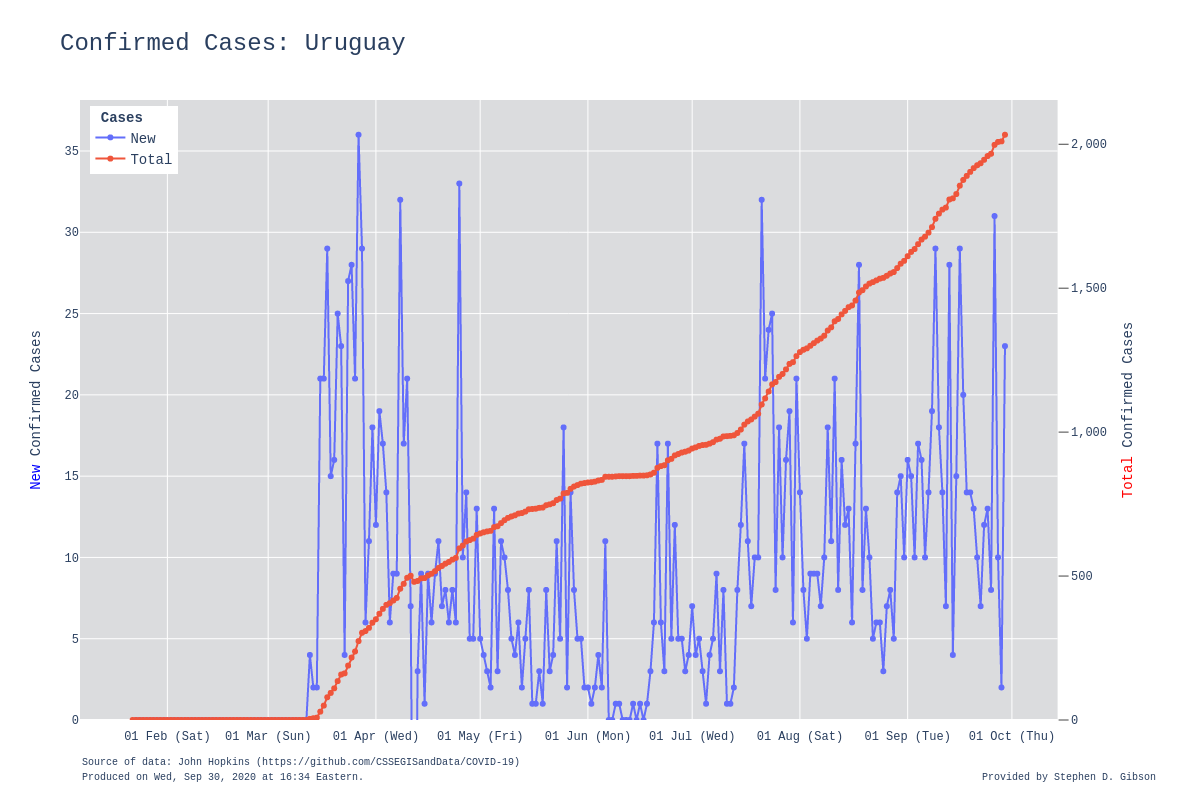 Confirmed Cases: Uruguay
Cases
New
Total
35
30
25
20
15
10
5
0
2,000
1,500
1,000
500
0
New Confirmed Cases
Total Confirmed Cases
01 Feb (Sat) 01 Mar (Sun) 01 Apr (Wed) 01 May (Fri) 01 Jun (Mon) 01 Jul (Wed) 01 Aug (Sat) 01 Sep (Tue) 01 Oct (Thu)
Source of data: John Hopkins (https://github.com/CSSEGISandData/COVID-19)
Produced on Wed, Sep 30, 2020 at 16:34 Eastern.
Provided by Stephen D. Gibson